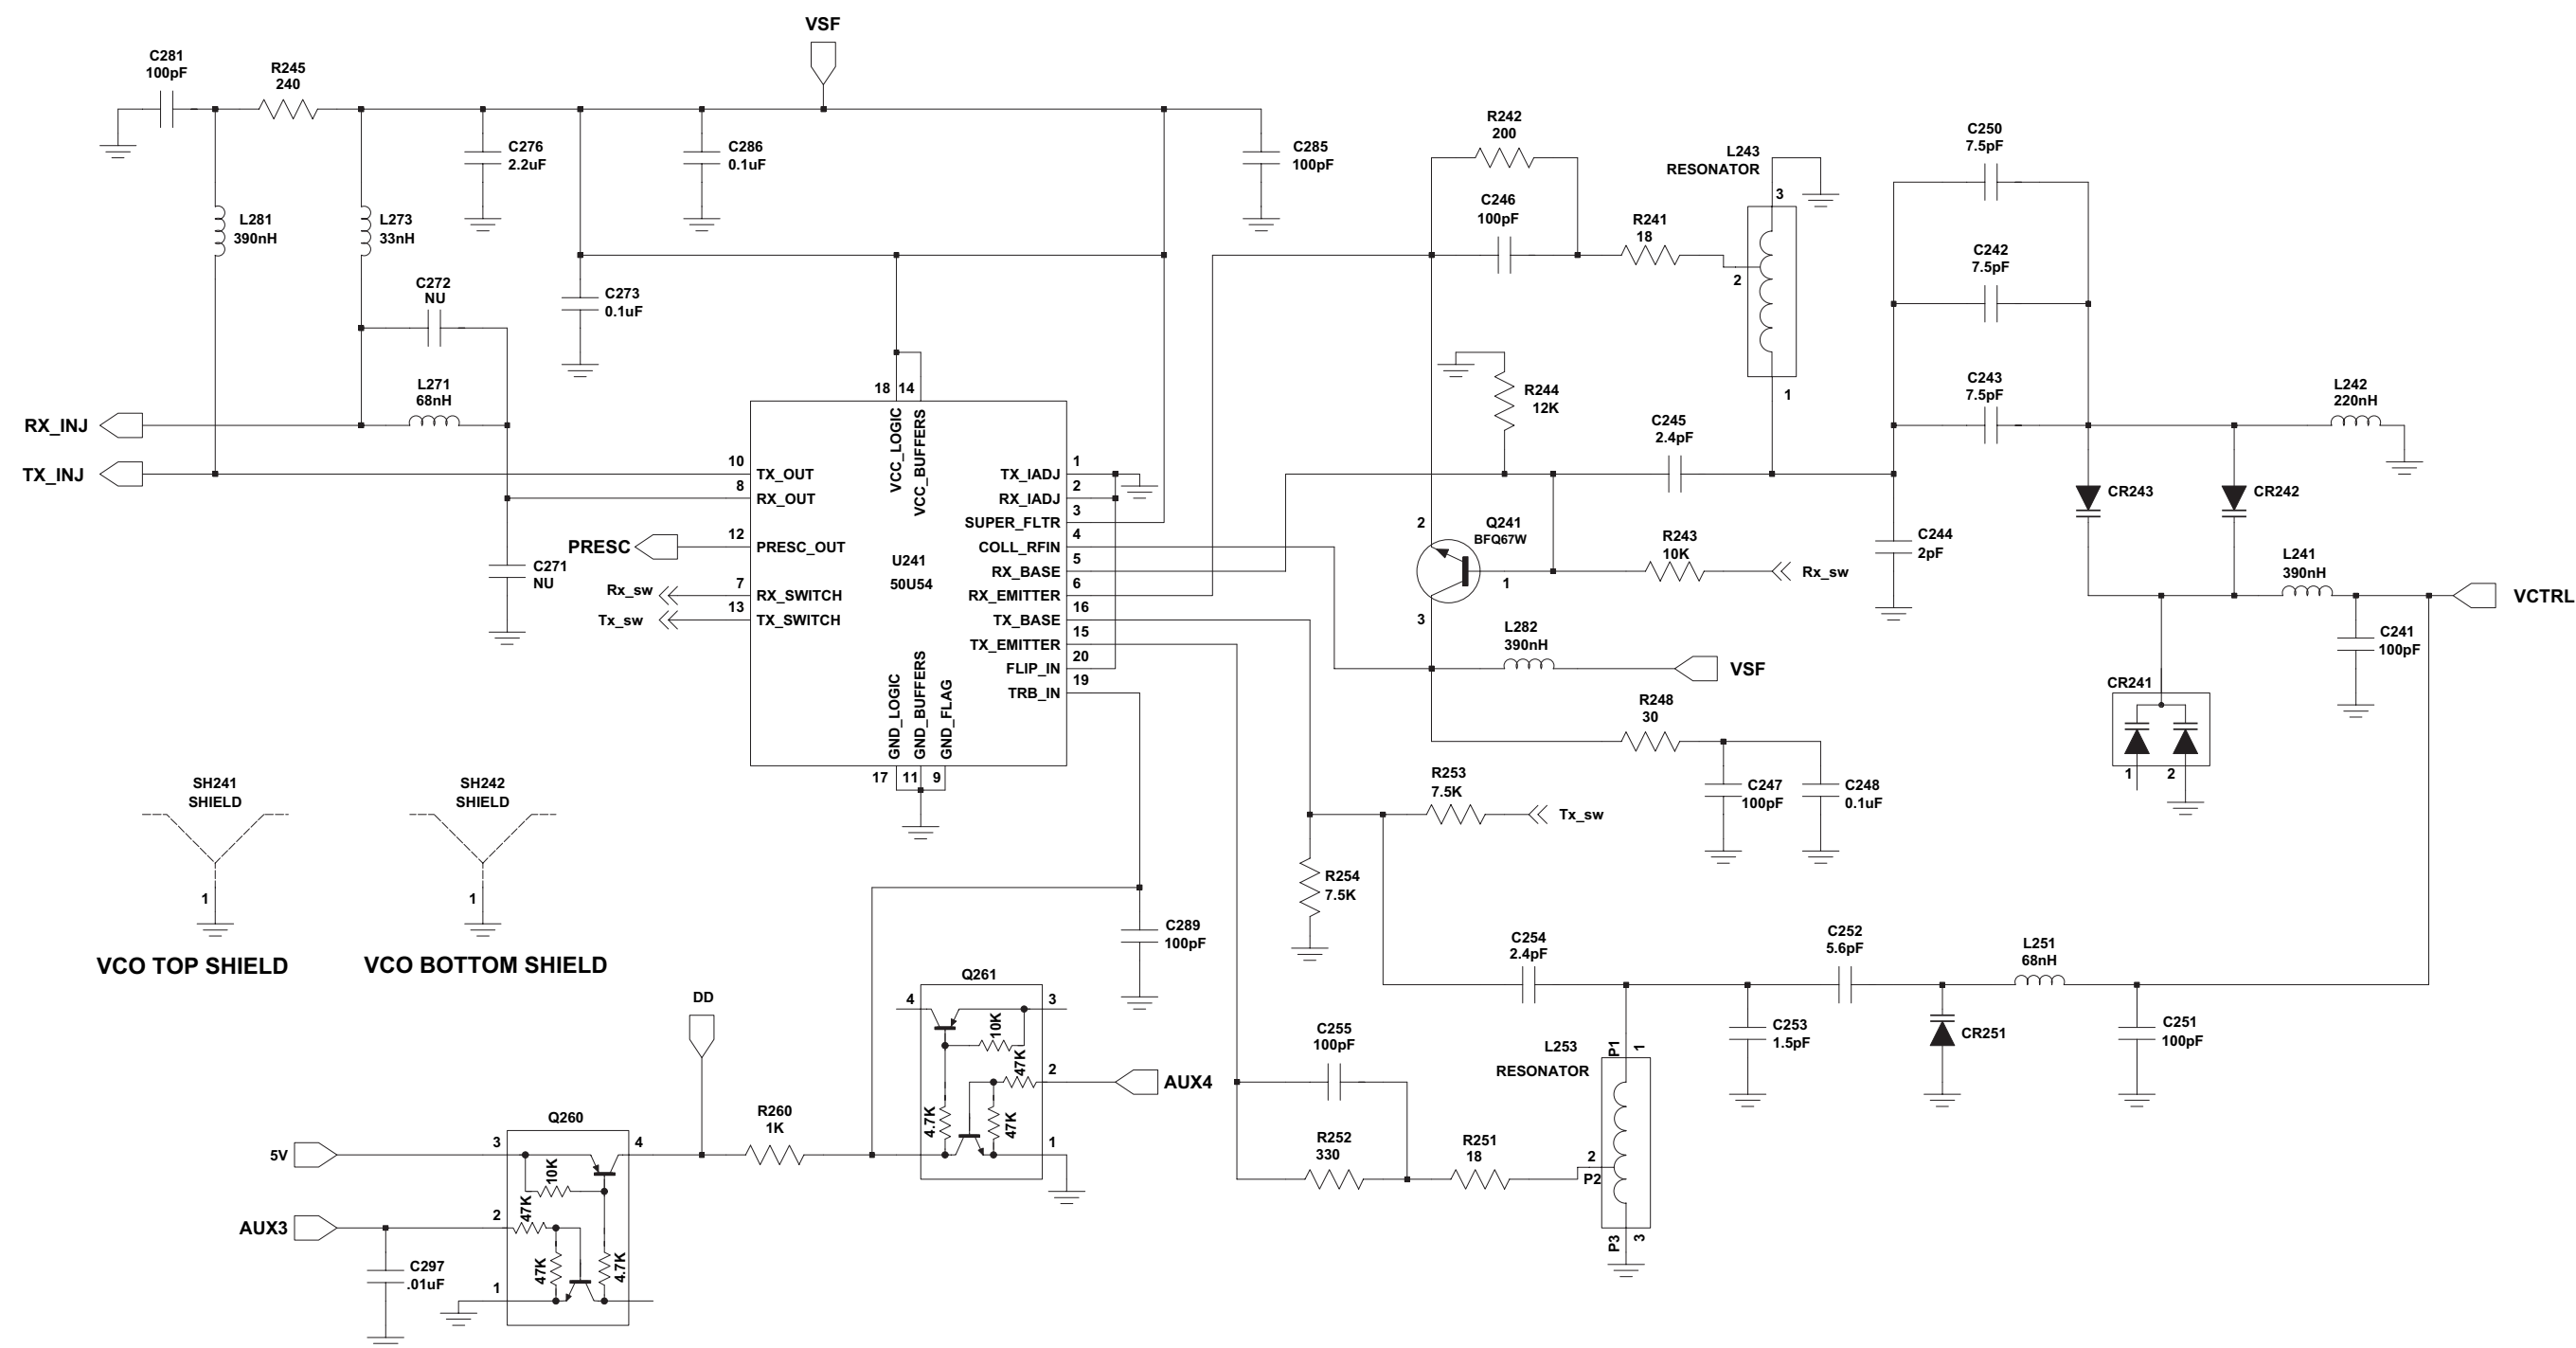 VSF
C281
100pF
R245
240
C276
2.2uF
C286
0.1uF
C285
100pF
L281
390nH
L273
33nH
C272
NU
C273
0.1uF
L271
68nH
RX_INJ
TX_INJ
C271
NU
PRESC
Rx_sw
Tx_sw
18
14
VCC_LOGIC
VCC_BUFFERS
10
TX_OUT
8
RX_OUT
12
PRESC_OUT
7
RX_SWITCH
13
TX_SWITCH
U241
50U54
TX_IADJ
1
RX_IADJ
2
SUPER_FLTR
3
COLL_RFIN
4
RX_BASE
5
RX_EMITTER
6
TX_BASE
16
TX_EMITTER
15
FLIP_IN
20
TRB_IN
19
GND_LOGIC
GND_BUFFERS
GND_FLAG
17
11
9
R242
200
C246
100pF
R241
18
L243
RESONATOR
3
2
1
R244
12K
C245
2.4pF
2
Q241
BFQ67W
1
3
R243
10K
Rx_sw
L282
390nH
VSF
R248
30
C247
100pF
C248
0.1uF
C250
7.5pF
C242
7.5pF
C243
7.5pF
C244
2pF
L242
220nH
CR243
CR242
L241
390nH
VCTRL
C241
100pF
CR241
1
2
SH241
SHIELD
1
VCO TOP SHIELD
SH242
SHIELD
1
VCO BOTTOM SHIELD
R253
7.5K
Tx_sw
R254
7.5K
C289
100pF
C254
2.4pF
C252
5.6pF
L251
68nH
C253
1.5pF
CR251
C251
100pF
C255
100pF
L253
RESONATOR
P1
1
2
P2
P3
3
R252
330
R251
18
Q261
4
3
10K
47K
2
AUX4
4.7K
47K
1
DD
R260
1K
Q260
5V
3
4
10K
47K
AUX3
2
47K
4.7K
1
C297
.01uF